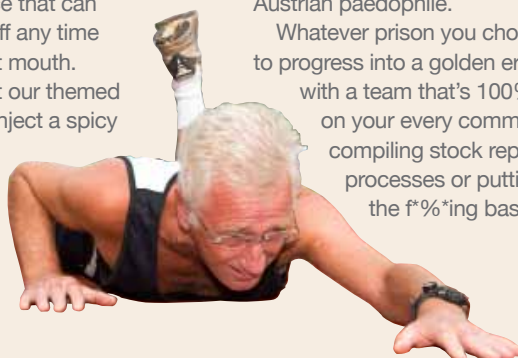 e that can
ff any time
t mouth.
t our themed
nject a spicy
Austrian paedophile.
Whatever prison you cho
to progress into a golden er
with a team that's 100%
on your every comm
compiling stock rep
processes or putti
the f*%*ing bas